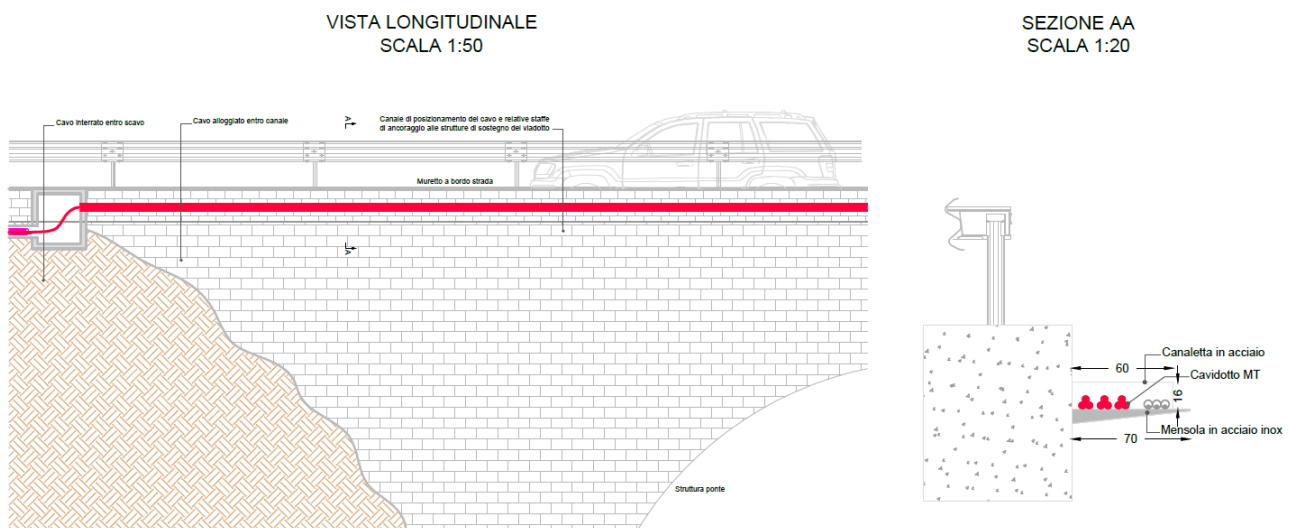 VISTA LONGITUDINALE
SCALA 1:50
SEZIONE AA
SCALA 1:20
Cavo interrato entro scavo
Cavo alloggiato entro canale
A
Canale di posizionamento del cavo e relative staffe
di ancoraggio alle strutture di sostegno del viadotto
Muretto a bordo strada
A
Struttura ponte
Canaletta in acciaio
60
Cavidotto MT
16
Mensola in acciaio inox
70